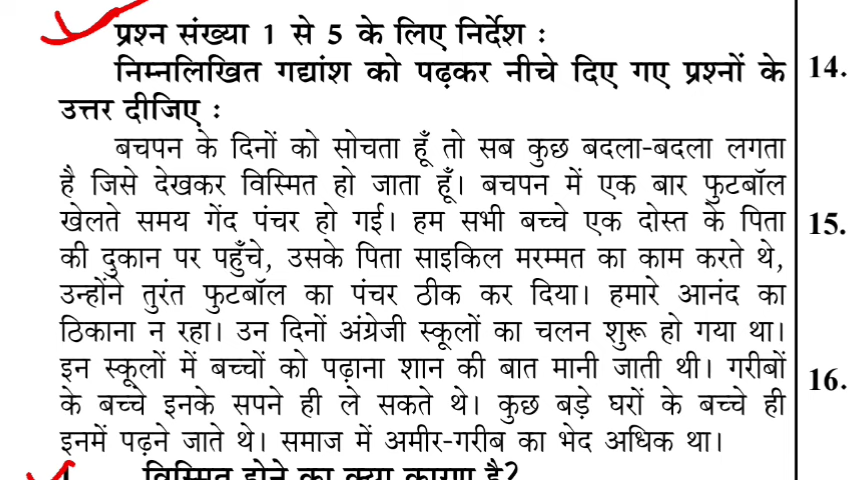 प्रश्न संख्या 1 से 5 के लिए निर्देश :
निम्नलिखित गद्यांश को पढ़कर नीचे दिए गए प्रश्नों के
उत्तर दीजिए :
बचपन के दिनों को सोचता हूँ तो सब कुछ बदला-बदला लगता
है जिसे देखकर विस्मित हो जाता हूँ। बचपन में एक बार फुटबॉल
खेलते समय गेंद पंचर हो गई। हम सभी बच्चे एक दोस्त के पिता
की दुकान पर पहुँचे, उसके पिता साइकिल मरम्मत का काम करते थे,
उन्होंने तुरंत फुटबॉल का पंचर ठीक कर दिया। हमारे आनंद का
ठिकाना न रहा। उन दिनों अंग्रेजी स्कूलों का चलन शुरू हो गया था।
इन स्कूलों में बच्चों को पढ़ाना शान की बात मानी जाती थी। गरीबों
के बच्चे इनके सपने ही ले सकते थे। कुछ बड़े घरों के बच्चे ही
इनमें पढ़ने जाते थे। समाज में अमीर-गरीब का भेद अधिक था।
1. विस्मित होने का क्या कारण है?
14.
15.
16.